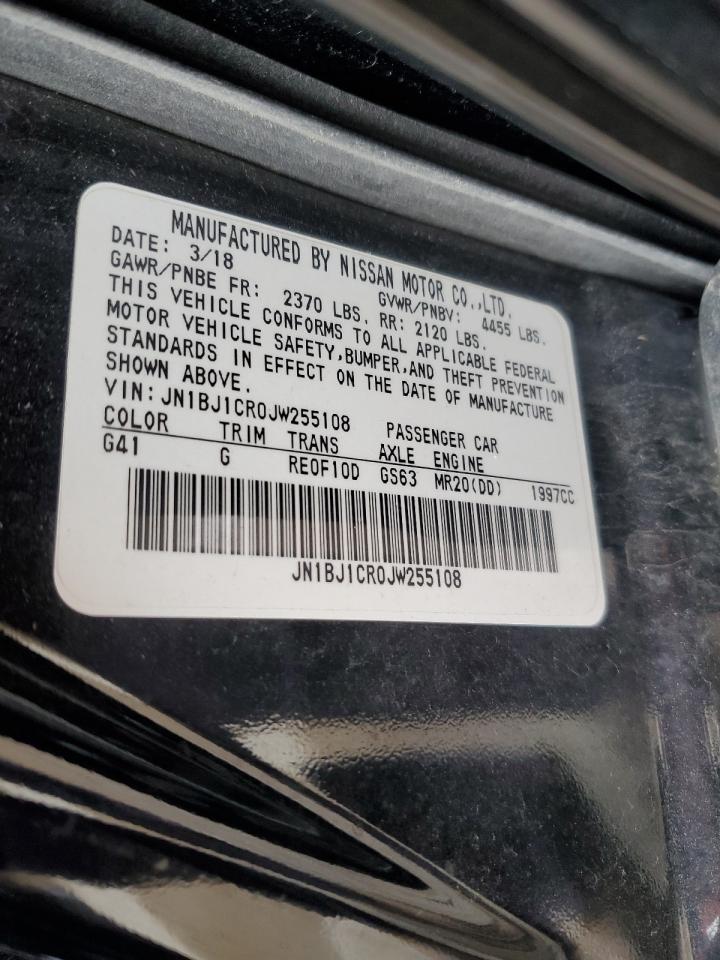 MANUFACTURED BY NISSAN MOTOR CO.,LTD.
DATE: 3/18 GVWR/PNBV: 4455 LBS.
GAWR/PNBE FR: 2370 LBS. RR: 2120 LBS.
THIS VEHICLE CONFORMS TO ALL APPLICABLE FEDERAL
MOTOR VEHICLE SAFETY,BUMPER,AND THEFT PREVENTION
STANDARDS IN EFFECT ON THE DATE OF MANUFACTURE
SHOWN ABOVE.
VIN: JN1BJ1CR0JW255108 PASSENGER CAR
COLOR TRIM TRANS AXLE ENGINE
G41 G RE0F10D GS63 MR20(DD) 1997CC
JN1BJ1CR0JW255108